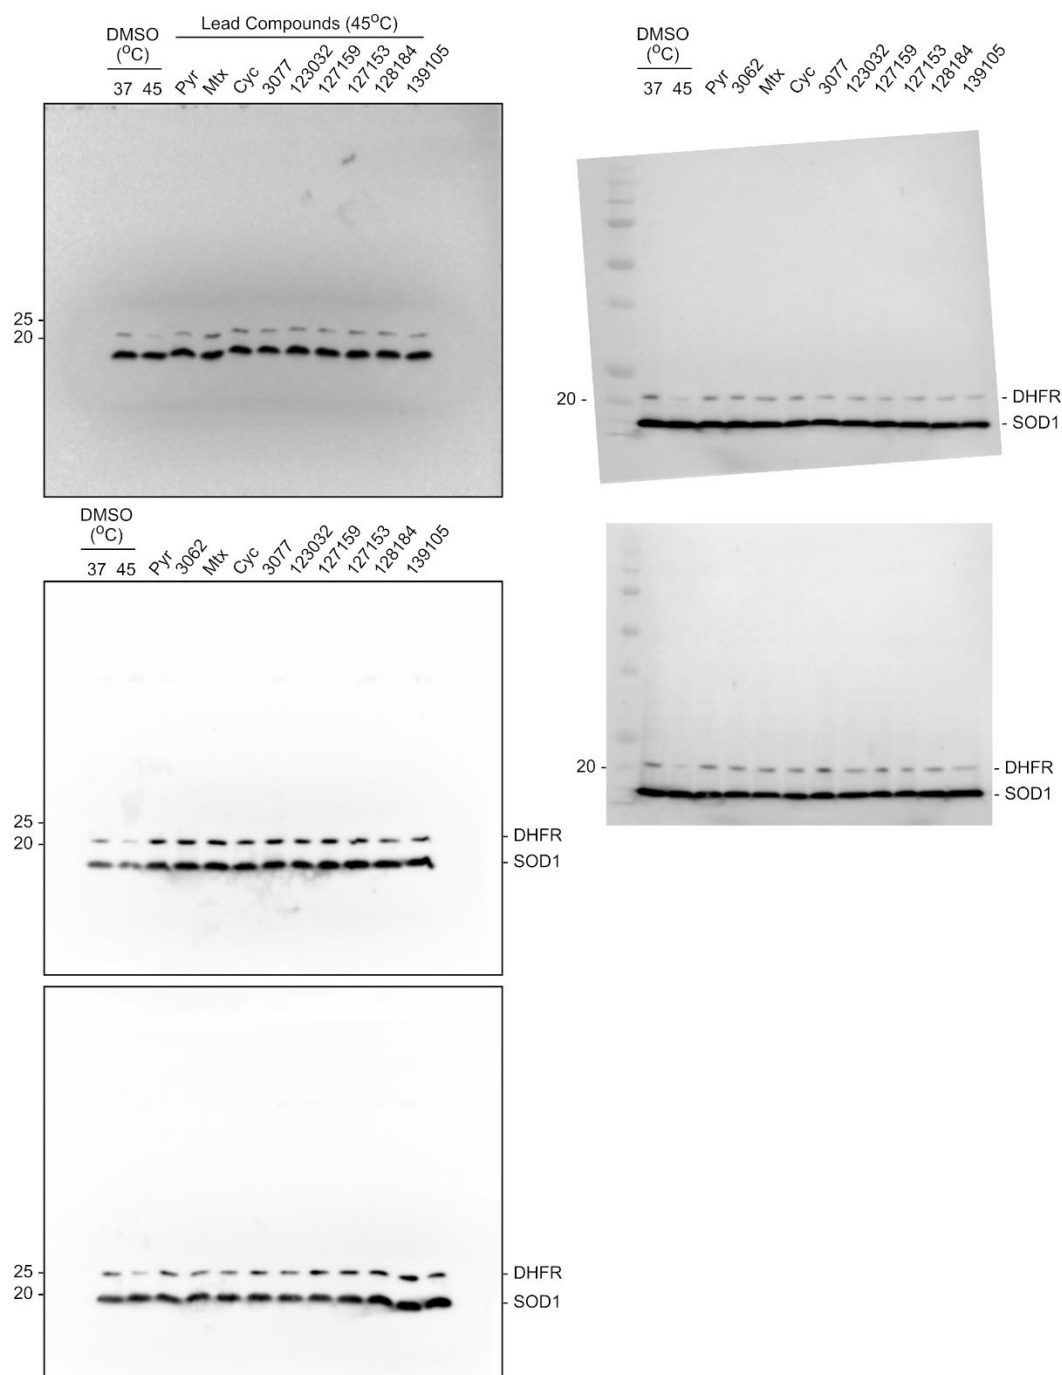 Lead Compounds (45°C)
DMSO
(°C)
37 45 Pyr Mtx Cyc 3077 123032 127159 127153 128184 139105
25
20
DMSO
(°C)
37 45 Pyr 3062 Mtx Cyc 3077 123032 127159 127153 128184 139105
20 - - DHFR
- SOD1
DMSO
(°C)
37 45 Pyr 3062 Mtx Cyc 3077 123032 127159 127153 128184 139105
25
20
- DHFR
- SOD1
20 - - DHFR
- SOD1
25 - - DHFR
20 - - SOD1